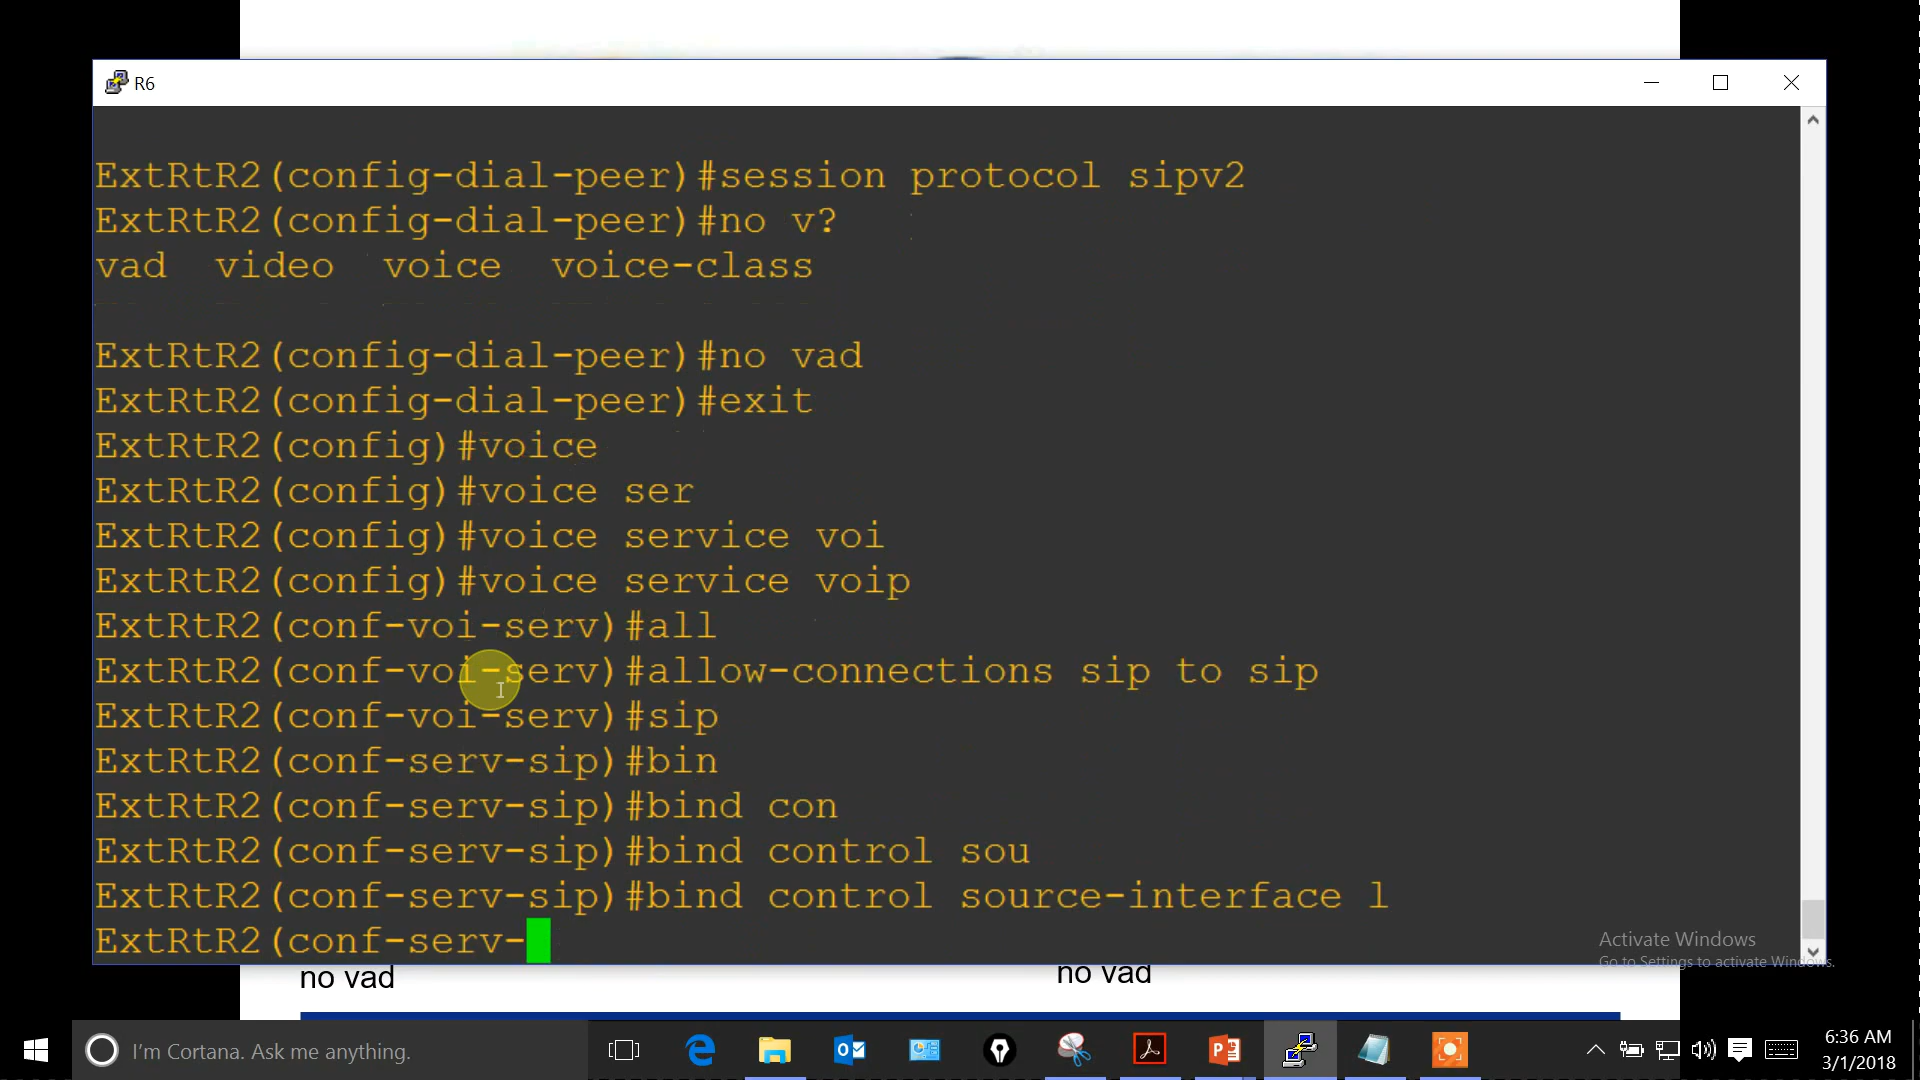 R6
ExtRtR2(config-dial-peer)#session protocol sipv2
ExtRtR2(config-dial-peer)#no v?
vad  video  voice  voice-class
ExtRtR2(config-dial-peer)#no vad
ExtRtR2(config-dial-peer)#exit
ExtRtR2(config)#voice
ExtRtR2(config)#voice ser
ExtRtR2(config)#voice service voi
ExtRtR2(config)#voice service voip
ExtRtR2(conf-voi-serv)#all
ExtRtR2(conf-voi-serv)#allow-connections sip to sip
ExtRtR2(conf-voi-serv)#sip
ExtRtR2(conf-serv-sip)#bin
ExtRtR2(conf-serv-sip)#bind con
ExtRtR2(conf-serv-sip)#bind control sou
ExtRtR2(conf-serv-sip)#bind control source-interface l
ExtRtR2(conf-serv-
Activate Windows
Go to Settings to activate Windows.
no vad
no vad
I'm Cortana. Ask me anything.
6:36 AM
3/1/2018